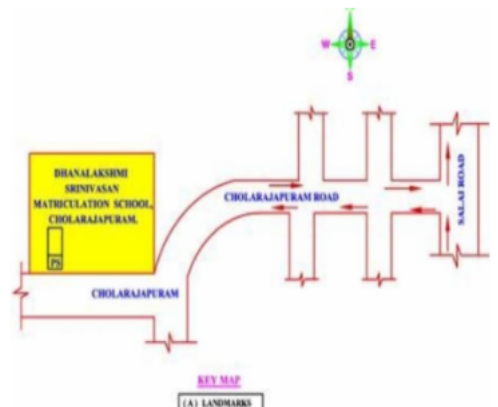 W E
S
DHANALAKSHMI
SRINIVASAN
MATRICULATION SCHOOL,
CHOLARAJAPURAM.
PS
CHOLARAJAPURAM ROAD
SALAI ROAD
CHOLARAJAPURAM
KEY MAP
(A) LANDMARKS